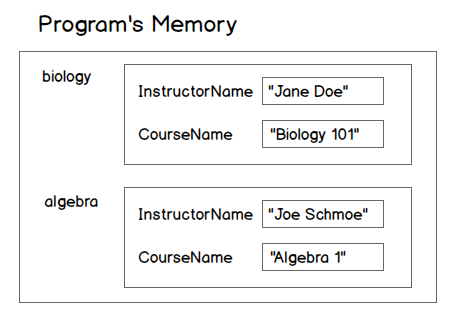 Program's Memory
biology
InstructorName "Jane Doe"
CourseName "Biology 101"
algebra
InstructorName "Joe Schmoe"
CourseName "Algebra 1"